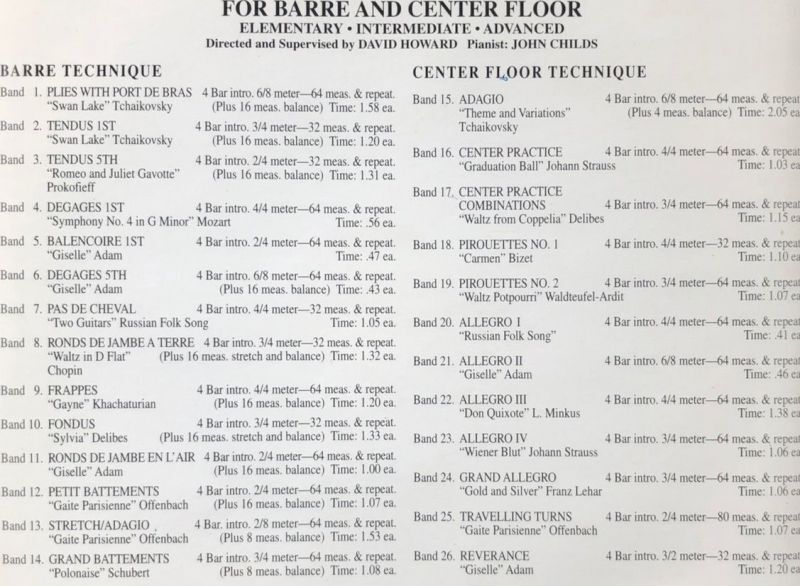 FOR BARRE AND CENTER FLOOR
ELEMENTARY • INTERMEDIATE • ADVANCED
Directed and Supervised by DAVID HOWARD Pianist: JOHN CHILDS
BARRE TECHNIQUE
Band 1. PLIES WITH PORT DE BRAS 4 Bar intro. 6/8 meter—64 meas. & repeat.
“Swan Lake” Tchaikovsky (Plus 16 meas. balance) Time: 1.58 ea.
Band 2. TENDUS 1ST 4 Bar intro. 3/4 meter—32 meas. & repeat.
“Swan Lake” Tchaikovsky (Plus 16 meas. balance) Time: 1.20 ea.
Band 3. TENDUS 5TH 4 Bar intro. 2/4 meter—32 meas. & repeat.
“Romeo and Juliet Gavotte” (Plus 16 meas. balance) Time: 1.31 ea.
Prokofieff
Band 4. DEGAGES 1ST 4 Bar intro. 4/4 meter—64 meas. & repeat.
“Symphony No. 4 in G Minor” Mozart Time: .56 ea.
Band 5. BALENCOIRE 1ST 4 Bar intro. 2/4 meter—64 meas. & repeat.
“Giselle” Adam Time: .47 ea.
Band 6. DEGAGES 5TH 4 Bar intro. 6/8 meter—64 meas. & repeat.
“Giselle” Adam (Plus 16 meas. balance) Time: .43 ea.
Band 7. PAS DE CHEVAL 4 Bar intro. 4/4 meter—32 meas. & repeat.
“Two Guitars” Russian Folk Song Time: 1.05 ea.
Band 8. RONDS DE JAMBE A TERRE 4 Bar intro. 3/4 meter—32 meas. & repeat.
“Waltz in D Flat” (Plus 16 meas. stretch and balance) Time: 1.32 ea.
Chopin
Band 9. FRAPPES 4 Bar intro. 4/4 meter—64 meas. & repeat.
“Gayne” Khachaturian (Plus 16 meas. balance) Time: 1.20 ea.
Band 10. FONDUS 4 Bar intro. 3/4 meter—32 meas. & repeat.
“Sylvia” Delibes (Plus 16 meas. stretch and balance) Time: 1.33 ea.
Band 11. RONDS DE JAMBE EN L'AIR 4 Bar intro. 2/4 meter—64 meas. & repeat.
“Giselle” Adam (Plus 16 meas. balance) Time: 1.00 ea.
Band 12. PETIT BATTEMENTS 4 Bar intro. 2/4 meter—64 meas. & repeat.
“Gaite Parisienne” Offenbach (Plus 16 meas. balance) Time: 1.07 ea.
Band 13. STRETCH/ADAGIO 4 Bar. intro. 2/8 meter—64 meas. & repeat.
“Gaite Parisienne” Offenbach (Plus 8 meas. balance) Time: 1.53 ea.
Band 14. GRAND BATTEMENTS 4 Bar intro. 3/4 meter—64 meas. & repeat.
“Polonaise” Schubert (Plus 8 meas. balance) Time: 1.08 ea.
CENTER FLOOR TECHNIQUE
Band 15. ADAGIO 4 Bar intro. 6/8 meter—64 meas. & repeat
“Theme and Variations” (Plus 4 meas. balance) Time: 2.05 ea
Tchaikovsky
Band 16. CENTER PRACTICE 4 Bar intro. 4/4 meter—64 meas. & repeat
“Graduation Ball” Johann Strauss Time: 1.03 ea
Band 17. CENTER PRACTICE
COMBINATIONS 4 Bar intro. 3/4 meter—64 meas. & repeat
“Waltz from Coppelia” Delibes Time: 1.15 ea
Band 18. PIROUETTES NO. 1 4 Bar intro. 4/4 meter—32 meas. & repeat
“Carmen” Bizet Time: 1.10 ea
Band 19. PIROUETTES NO. 2 4 Bar intro. 3/4 meter—64 meas. & repeat
“Waltz Potpourri” Waldteufel-Ardit Time: 1.07 ea
Band 20. ALLEGRO I 4 Bar intro. 4/4 meter—64 meas. & repeat
“Russian Folk Song” Time: .41 ea
Band 21. ALLEGRO II 4 Bar intro. 6/8 meter—64 meas. & repeat
“Giselle” Adam Time: .46 ea
Band 22. ALLEGRO III 4 Bar intro. 4/4 meter—64 meas. & repeat
“Don Quixote” L. Minkus Time: 1.38 ea
Band 23. ALLEGRO IV 4 Bar intro. 3/4 meter—64 meas. & repeat
“Wiener Blut” Johann Strauss Time: 1.06 ea
Band 24. GRAND ALLEGRO 4 Bar intro. 3/4 meter—64 meas. & repeat
“Gold and Silver” Franz Lehar Time: 1.06 ea
Band 25. TRAVELLING TURNS 4 Bar intro. 2/4 meter—80 meas. & repeat
“Gaite Parisienne” Offenbach Time: 1.07 ea
Band 26. REVERANCE 4 Bar intro. 3/2 meter—32 meas. & repeat
“Giselle” Adam Time: 1.20 ea